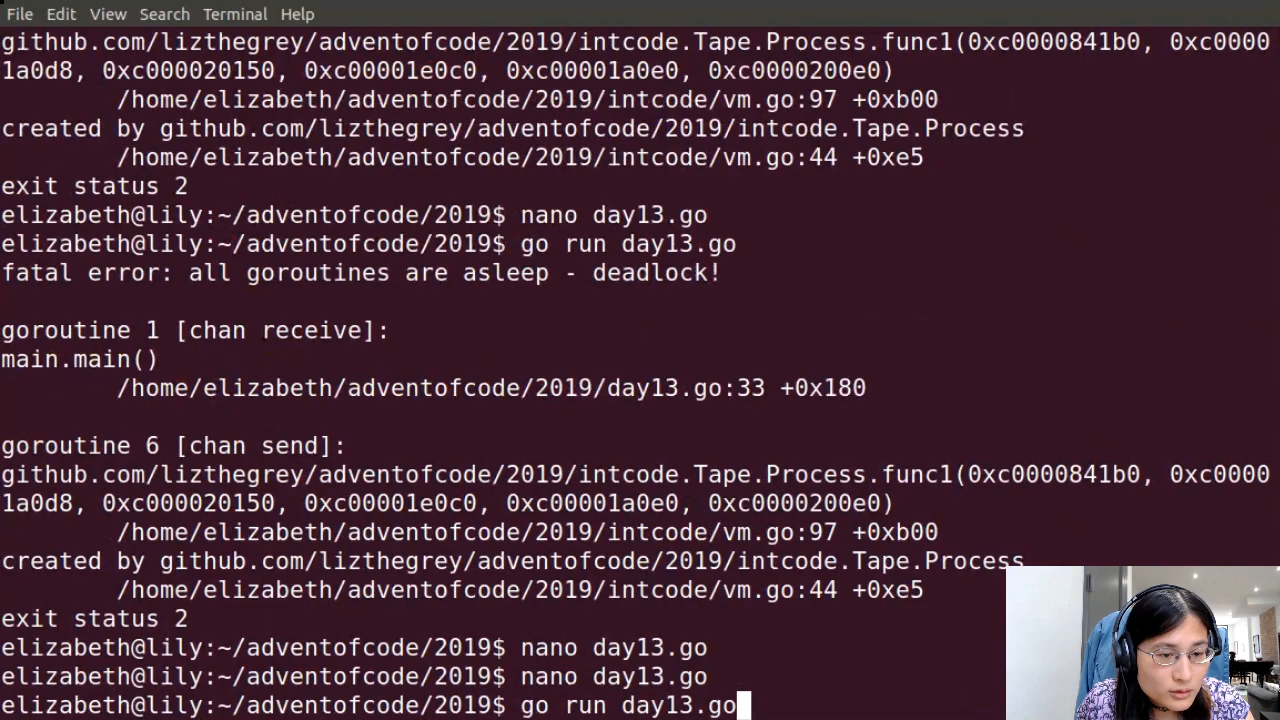 File Edit View Search Terminal Help
github.com/lizthegrey/adventofcode/2019/intcode.Tape.Process.func1(0xc0000841b0, 0xc0000
1a0d8, 0xc000020150, 0xc00001e0c0, 0xc00001a0e0, 0xc0000200e0)
/home/elizabeth/adventofcode/2019/intcode/vm.go:97 +0xb00
created by github.com/lizthegrey/adventofcode/2019/intcode.Tape.Process
/home/elizabeth/adventofcode/2019/intcode/vm.go:44 +0xe5
exit status 2
elizabeth@lily:~/adventofcode/2019$ nano day13.go
elizabeth@lily:~/adventofcode/2019$ go run day13.go
fatal error: all goroutines are asleep - deadlock!
goroutine 1 [chan receive]:
main.main()
/home/elizabeth/adventofcode/2019/day13.go:33 +0x180
goroutine 6 [chan send]:
github.com/lizthegrey/adventofcode/2019/intcode.Tape.Process.func1(0xc0000841b0, 0xc0000
1a0d8, 0xc000020150, 0xc00001e0c0, 0xc00001a0e0, 0xc0000200e0)
/home/elizabeth/adventofcode/2019/intcode/vm.go:97 +0xb00
created by github.com/lizthegrey/adventofcode/2019/intcode.Tape.Process
/home/elizabeth/adventofcode/2019/intcode/vm.go:44 +0xe5
exit status 2
elizabeth@lily:~/adventofcode/2019$ nano day13.go
elizabeth@lily:~/adventofcode/2019$ nano day13.go
elizabeth@lily:~/adventofcode/2019$ go run day13.go